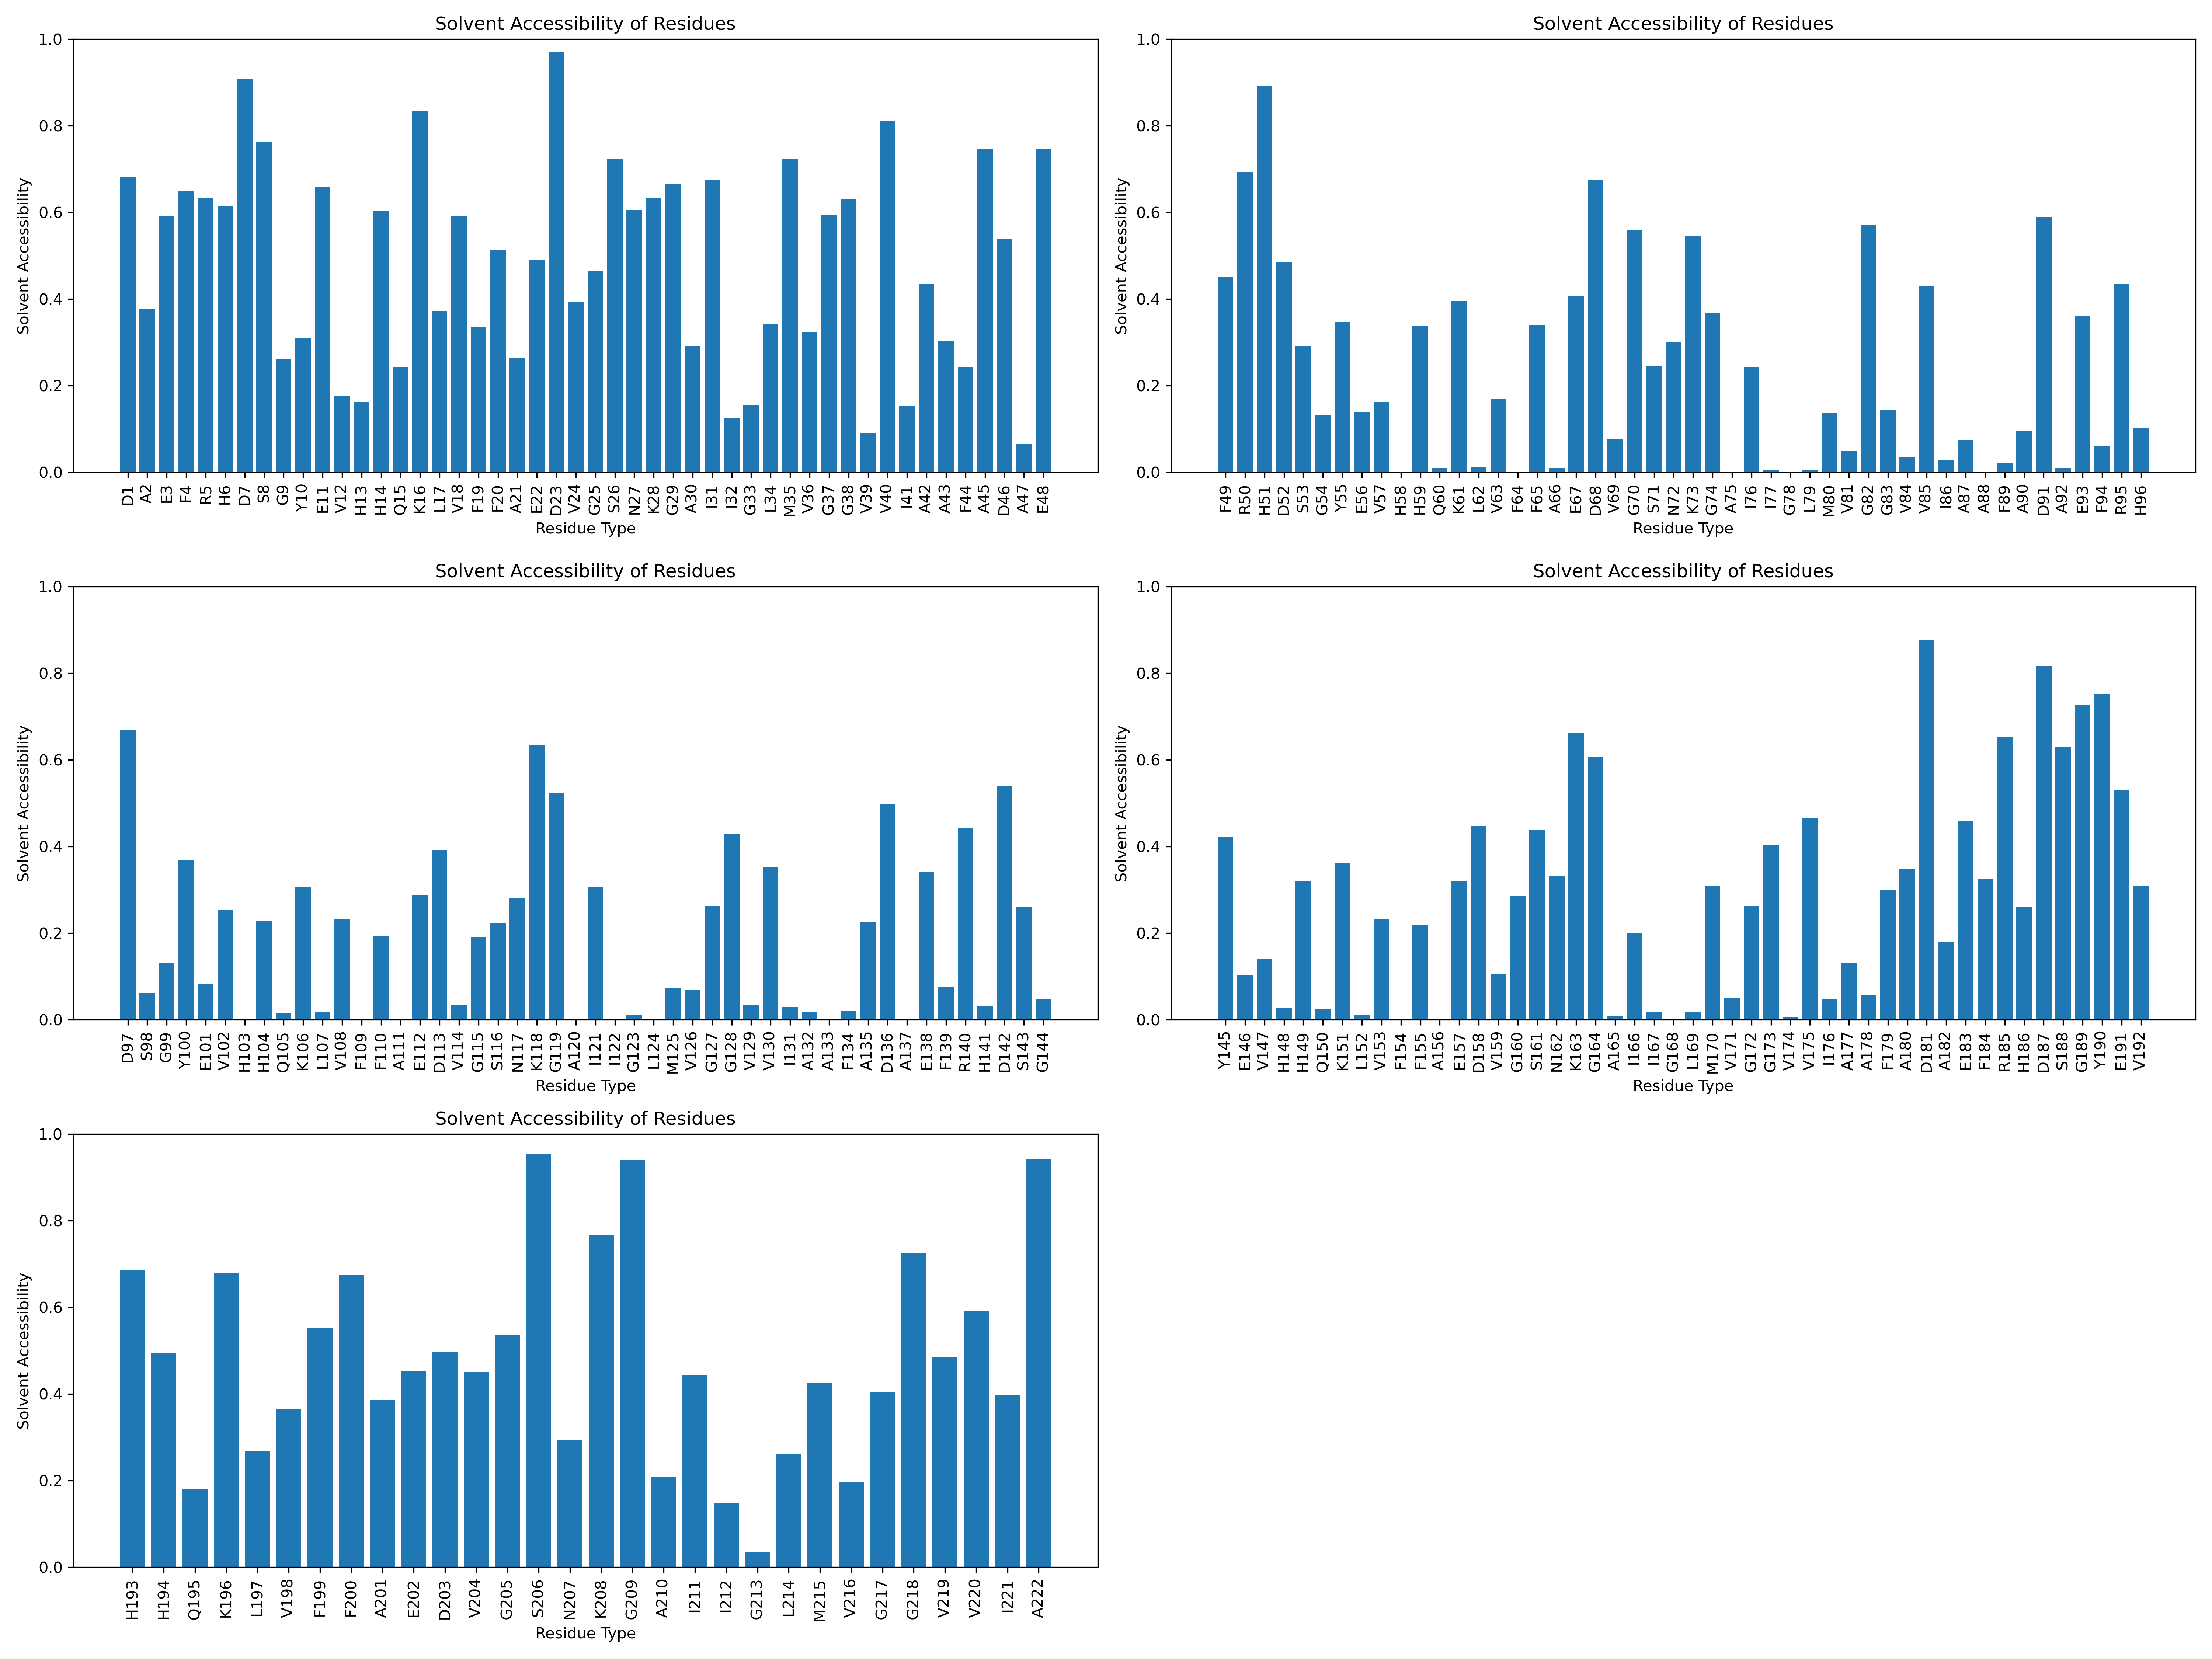 Solvent Accessibility of Residues
Solvent Accessibility
1.0
0.8
0.6
0.4
0.2
0.0
D1 A2 E3 F4 R5 H6 D7 S8 G9 Y10 E11 V12 H13 H14 Q15 K16 L17 V18 F19 F20 A21 E22 D23 V24 G25 S26 N27 K28 G29 A30 I31 I32 G33 L34 M35 V36 G37 G38 V39 V40 I41 A42 A43 F44 A45 D46 A47 E48
Residue Type
Solvent Accessibility of Residues
Solvent Accessibility
1.0
0.8
0.6
0.4
0.2
0.0
F49 R50 H51 D52 S53 G54 Y55 E56 V57 H58 H59 Q60 K61 L62 V63 F64 F65 A66 E67 D68 V69 G70 S71 N72 K73 G74 A75 I76 I77 G78 L79 M80 V81 G82 G83 V84 V85 I86 A87 A88 F89 A90 D91 A92 E93 F94 R95 H96
Residue Type
Solvent Accessibility of Residues
Solvent Accessibility
1.0
0.8
0.6
0.4
0.2
0.0
D97 S98 G99 Y100 E101 V102 H103 H104 Q105 K106 L107 V108 F109 F110 A111 E112 D113 V114 G115 S116 N117 K118 G119 A120 I121 I122 G123 L124 M125 V126 G127 G128 V129 V130 I131 A132 A133 F134 A135 D136 A137 E138 F139 R140 H141 D142 S143 G144
Residue Type
Solvent Accessibility of Residues
Solvent Accessibility
1.0
0.8
0.6
0.4
0.2
0.0
Y145 E146 V147 H148 H149 Q150 K151 L152 V153 F154 F155 A156 E157 D158 V159 G160 S161 N162 K163 G164 A165 I166 I167 G168 L169 M170 V171 G172 G173 V174 V175 I176 A177 A178 F179 A180 D181 A182 E183 F184 R185 H186 D187 S188 G189 Y190 E191 V192
Residue Type
Solvent Accessibility of Residues
Solvent Accessibility
1.0
0.8
0.6
0.4
0.2
0.0
H193 H194 Q195 K196 L197 V198 F199 F200 A201 E202 D203 V204 G205 S206 N207 K208 G209 A210 I211 I212 G213 L214 M215 V216 G217 G218 V219 V220 I221 A222
Residue Type